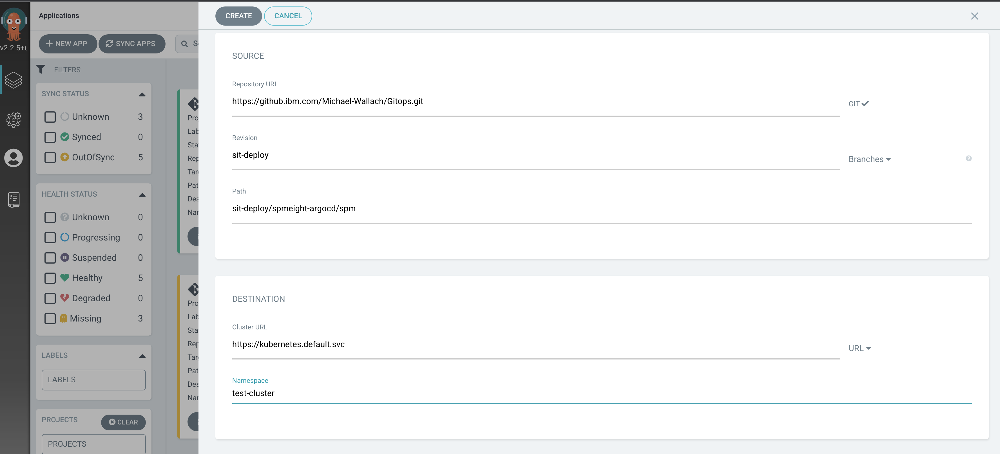 v2.2.5+
Applications
NEW APP
SYNC APPS
FILTERS
SYNC STATUS
Unknown 3
Synced 0
OutOfSync 5
HEALTH STATUS
Unknown 0
Progressing 0
Suspended 0
Healthy 5
Degraded 0
Missing 3
LABELS
LABELS
PROJECTS
CLEAR
PROJECTS
Pro
Lab
Sta
Rep
Tar
Pat
Des
Nar
Pro
Lab
Sta
Rep
Tar
Pat
Des
Nar
CREATE
CANCEL
SOURCE
Repository URL
https://github.ibm.com/Michael-Wallach/Gitops.git
GIT
Revision
sit-deploy
Branches
Path
sit-deploy/spmeight-argocd/spm
DESTINATION
Cluster URL
https://kubernetes.default.svc
URL
Namespace
test-cluster